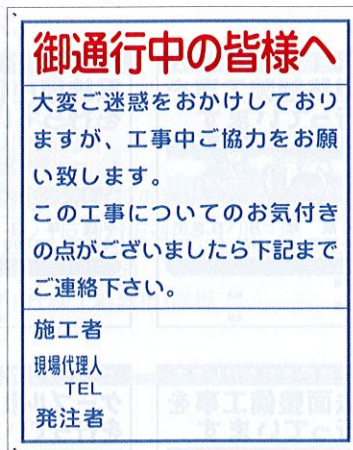 御通行中の皆様へ
大変ご迷惑をおかけしており
ますが、工事中ご協力をお願
い致します。
この工事についてのお気付き
の点がございましたら下記まで
ご連絡下さい。
施工者
現場代理人
TEL
発注者